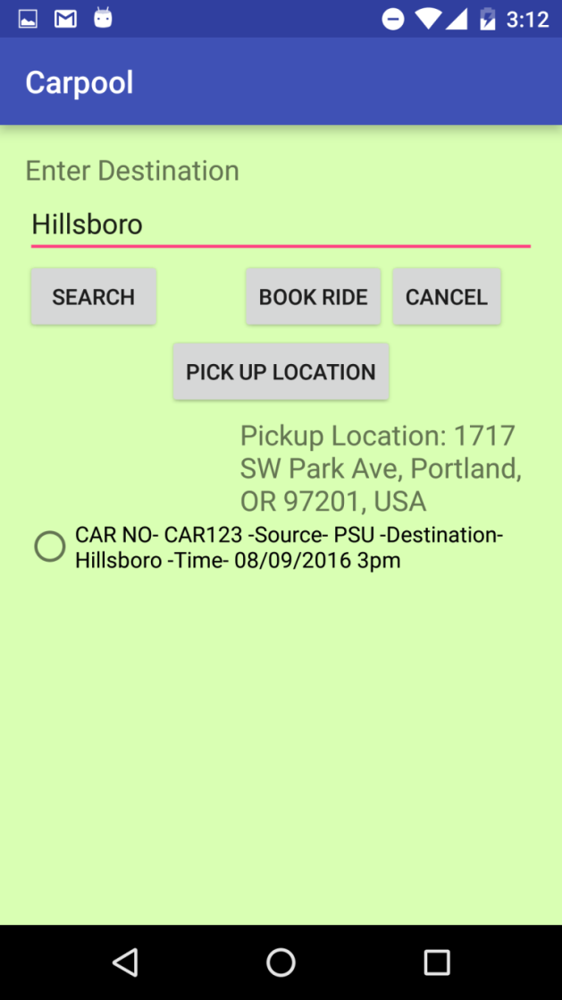 3:12
Carpool
Enter Destination
Hillsboro
SEARCH
BOOK RIDE
CANCEL
PICK UP LOCATION
Pickup Location: 1717
SW Park Ave, Portland,
OR 97201, USA
CAR NO- CAR123 -Source- PSU -Destination-
Hillsboro -Time- 08/09/2016 3pm